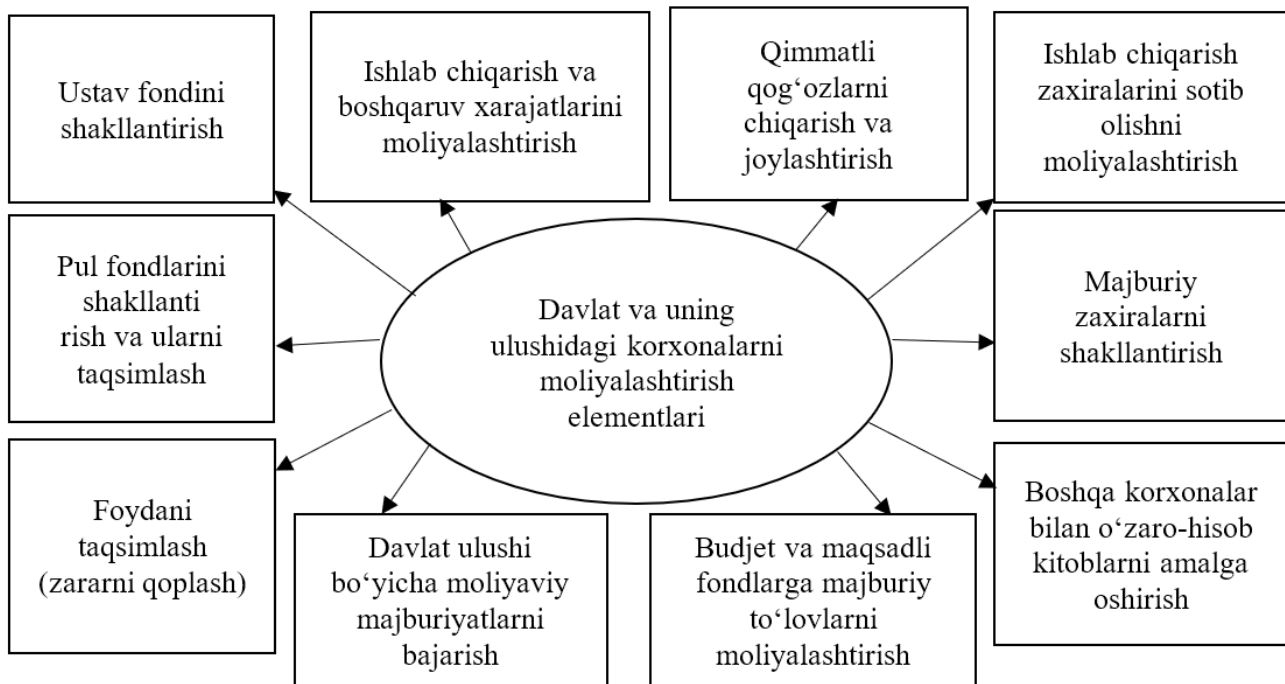 Ustav fondini
shakllantirish
Ishlab chiqarish va
boshqaruv xarajatlarini
moliyalashtirish
Qimmatli
qog‘ozlarni
chiqarish va
joylashtirish
Ishlab chiqarish
zaxiralarini sotib
olishni
moliyalashtirish
Pul fondlarini
shakllanti
rish va ularni
taqsimlash
Davlat va uning
ulushidagi korxonalarni
moliyalashtirish
elementlari
Majburiy
zaxiralarni
shakllantirish
Foydani
taqsimlash
(zararni qoplash)
Davlat ulushi
bo‘yicha moliyaviy
majburiyatlarni
bajarish
Budjet va maqsadli
fondlarga majburiy
to‘lovlarni
moliyalashtirish
Boshqa korxonalar
bilan o‘zaro-hisob
kitoblarni amalga
oshirish